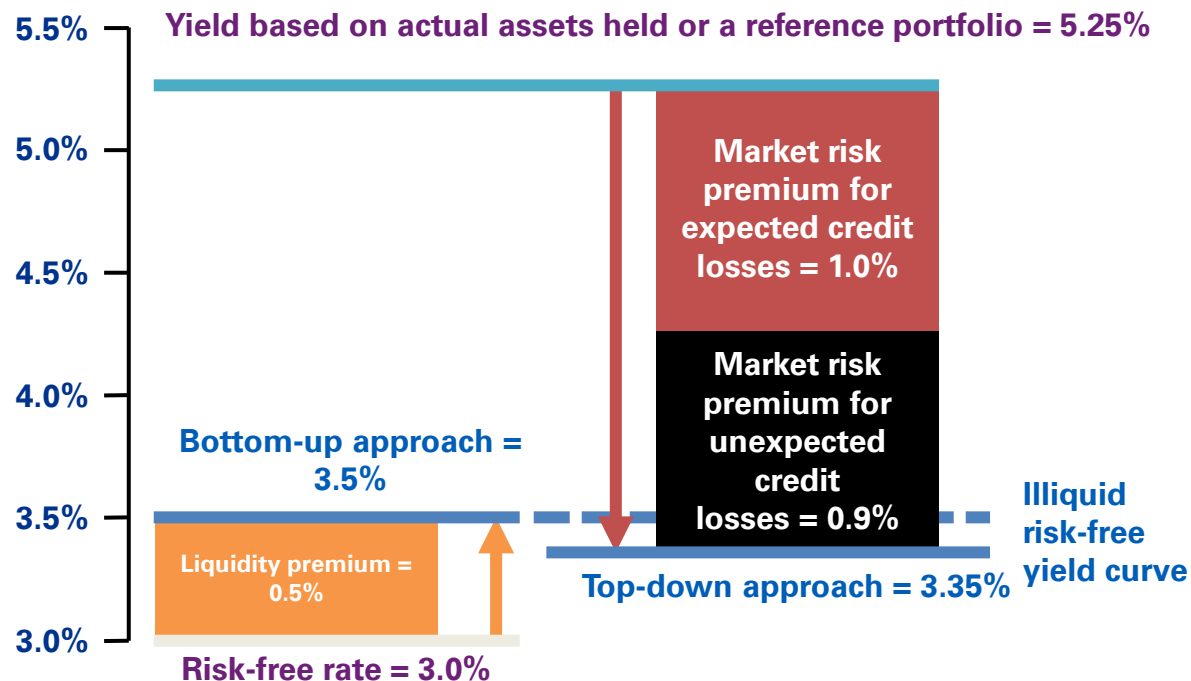 Yield based on actual assets held or a reference portfolio = 5.25%
5.5%
5.0%
4.5%
4.0%
3.5%
3.0%
Market risk
premium for
expected credit
losses = 1.0%
Market risk
premium for
unexpected
credit
losses = 0.9%
Bottom-up approach =
3.5%
Liquidity premium =
0.5%
Risk-free rate = 3.0%
Top-down approach = 3.35%
Illiquid
risk-free
yield curve